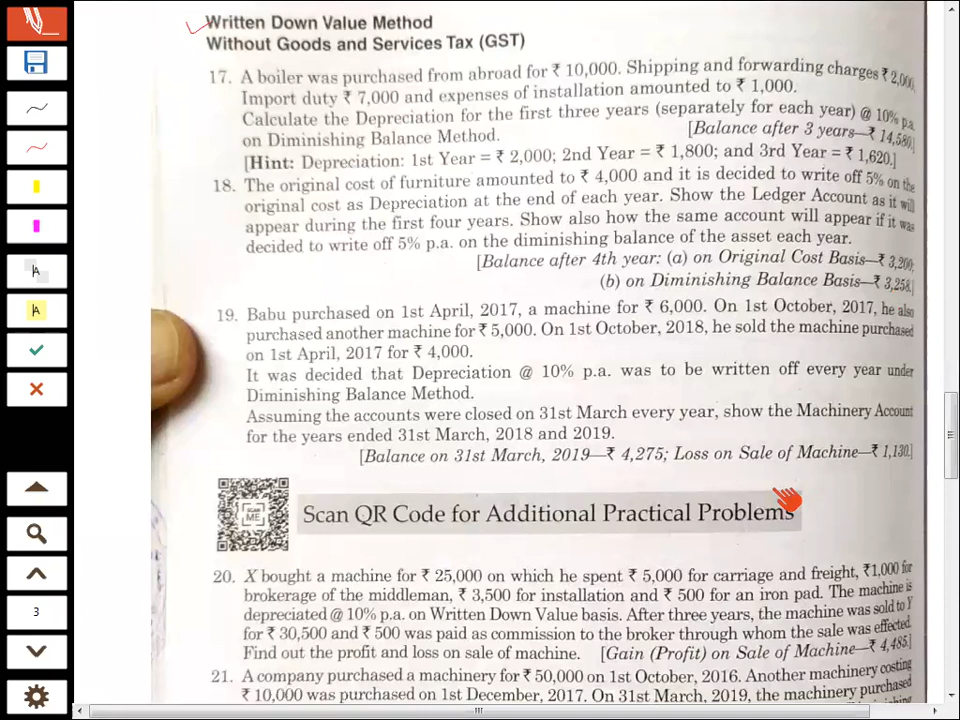 Written Down Value Method
Without Goods and Services Tax (GST)
17. A boiler was purchased from abroad for ₹ 10,000. Shipping and forwarding charges ₹ 2,000,
Import duty ₹ 7,000 and expenses of installation amounted to ₹ 1,000.
Calculate the Depreciation for the first three years (separately for each year) @ 10% p.a.
on Diminishing Balance Method. [Balance after 3 years—₹ 14,580.]
[Hint: Depreciation: 1st Year = ₹ 2,000; 2nd Year = ₹ 1,800; and 3rd Year = ₹ 1,620.]
18. The original cost of furniture amounted to ₹ 4,000 and it is decided to write off 5% on the
original cost as Depreciation at the end of each year. Show the Ledger Account as it will
appear during the first four years. Show also how the same account will appear if it was
decided to write off 5% p.a. on the diminishing balance of the asset each year.
[Balance after 4th year: (a) on Original Cost Basis—₹ 3,200;
(b) on Diminishing Balance Basis—₹ 3,258.]
19. Babu purchased on 1st April, 2017, a machine for ₹ 6,000. On 1st October, 2017, he also
purchased another machine for ₹ 5,000. On 1st October, 2018, he sold the machine purchased
on 1st April, 2017 for ₹ 4,000.
It was decided that Depreciation @ 10% p.a. was to be written off every year under
Diminishing Balance Method.
Assuming the accounts were closed on 31st March every year, show the Machinery Account
for the years ended 31st March, 2018 and 2019.
[Balance on 31st March, 2019—₹ 4,275; Loss on Sale of Machine—₹ 1,130.]
SCAN ME
Scan QR Code for Additional Practical Problems
20. X bought a machine for ₹ 25,000 on which he spent ₹ 5,000 for carriage and freight, ₹ 1,000 for
brokerage of the middleman, ₹ 3,500 for installation and ₹ 500 for an iron pad. The machine is
depreciated @ 10% p.a. on Written Down Value basis. After three years, the machine was sold to Y
for ₹ 30,500 and ₹ 500 was paid as commission to the broker through whom the sale was effected.
Find out the profit and loss on sale of machine. [Gain (Profit) on Sale of Machine—₹ 4,485.]
21. A company purchased a machinery for ₹ 50,000 on 1st October, 2016. Another machinery costing
₹ 10,000 was purchased on 1st December, 2017. On 31st March, 2019, the machinery purchased
A
A
3